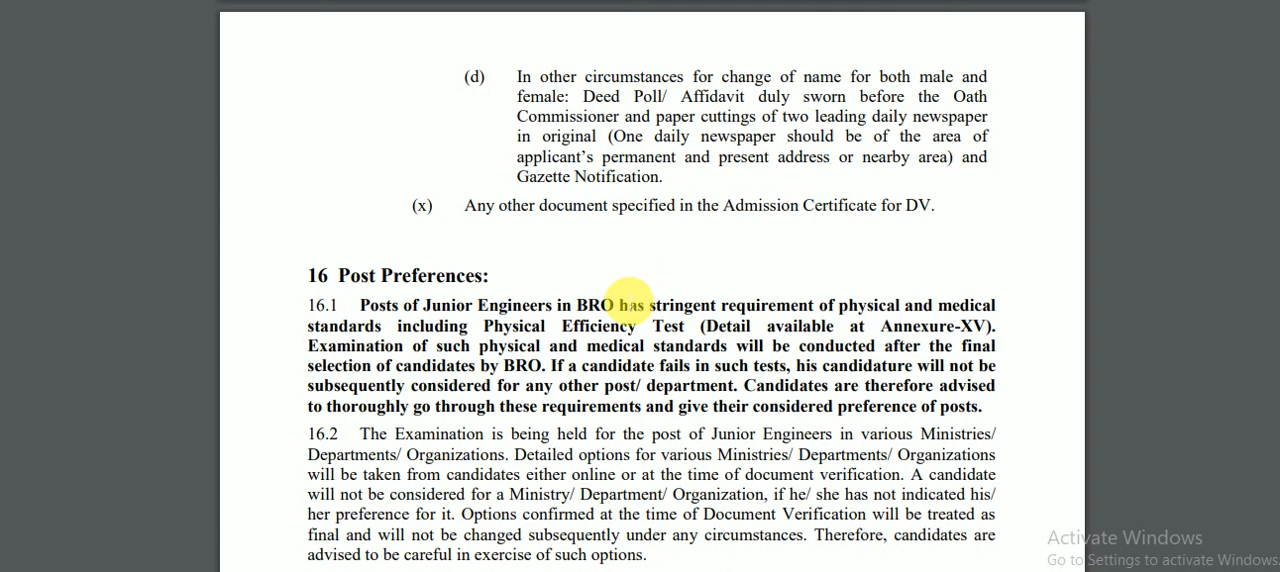 (d) In other circumstances for change of name for both male and
female: Deed Poll/ Affidavit duly sworn before the Oath
Commissioner and paper cuttings of two leading daily newspaper
in original (One daily newspaper should be of the area of
applicant's permanent and present address or nearby area) and
Gazette Notification.
(x) Any other document specified in the Admission Certificate for DV.
16 Post Preferences:
16.1 Posts of Junior Engineers in BRO has stringent requirement of physical and medical
standards including Physical Efficiency Test (Detail available at Annexure-XV).
Examination of such physical and medical standards will be conducted after the final
selection of candidates by BRO. If a candidate fails in such tests, his candidature will not be
subsequently considered for any other post/ department. Candidates are therefore advised
to thoroughly go through these requirements and give their considered preference of posts.
16.2 The Examination is being held for the post of Junior Engineers in various Ministries/
Departments/ Organizations. Detailed options for various Ministries/ Departments/ Organizations
will be taken from candidates either online or at the time of document verification. A candidate
will not be considered for a Ministry/ Department/ Organization, if he/ she has not indicated his/
her preference for it. Options confirmed at the time of Document Verification will be treated as
final and will not be changed subsequently under any circumstances. Therefore, candidates are
advised to be careful in exercise of such options.
Activate Windows
Go to Settings to activate Windows.